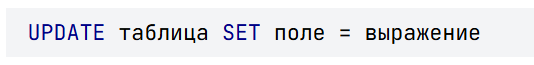 UPDATE таблица SET поле = выражение